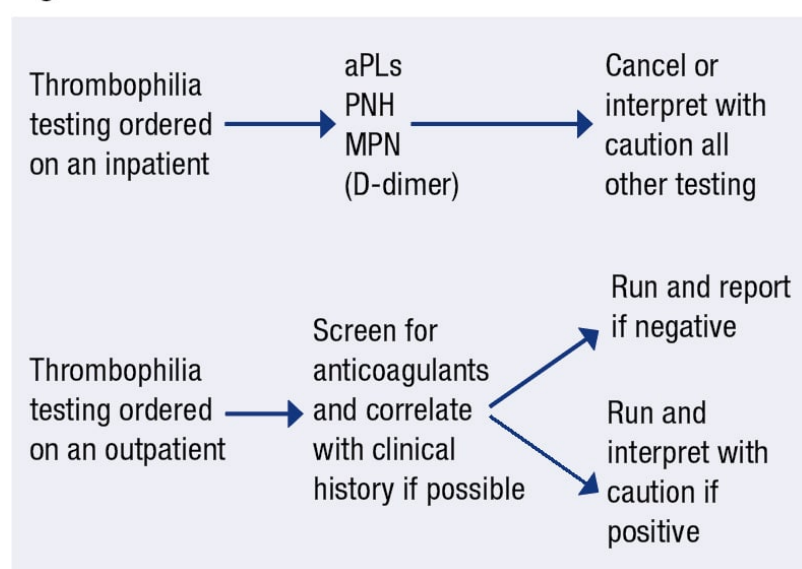 Thrombophilia
testing ordered
on an inpatient
aPLs
PNH
MPN
(D-dimer)
Cancel or
interpret with
caution all
other testing
Thrombophilia
testing ordered
on an outpatient
Screen for
anticoagulants
and correlate
with clinical
history if possible
Run and report
if negative
Run and
interpret with
caution if
positive